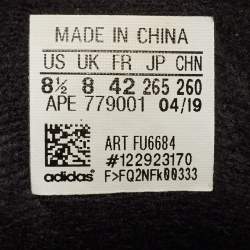 MADE IN CHINA
US UK FR JP CHN
8½ 8 42 265 260
APE 779001 04/19
ART FU6684
#122923170
adidas® F>FQ2NFk00333